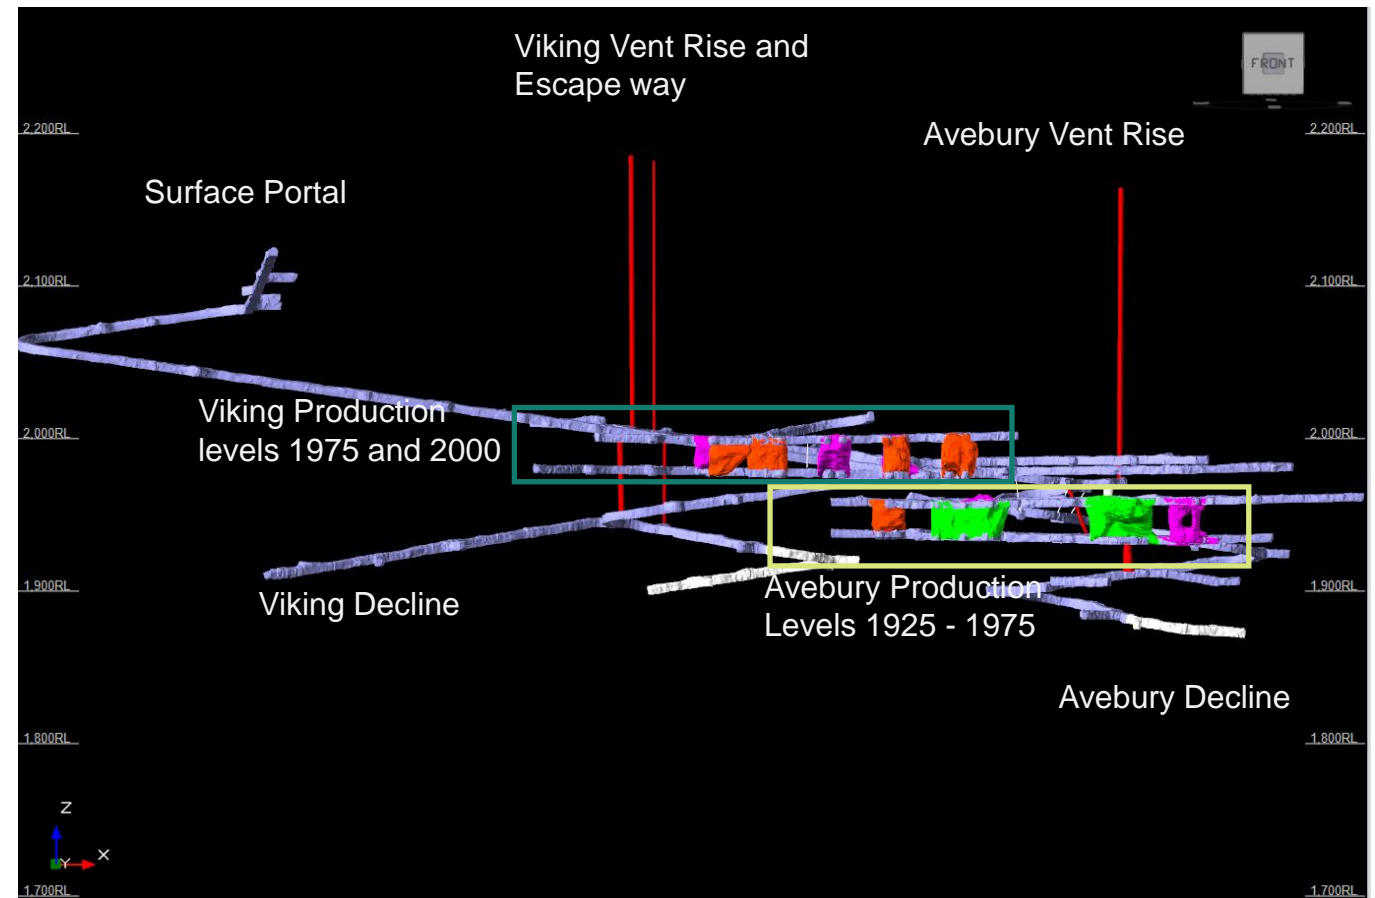 Viking Vent Rise and
Escape way
FRONT
2,200RL
2,200RL
Avebury Vent Rise
Surface Portal
2,100RL
2,100RL
Viking Production
levels 1975 and 2000
2,000RL
2,000RL
1,900RL
1,900RL
Viking Decline
Avebury Production
Levels 1925 - 1975
Avebury Decline
1,800RL
1,800RL
Z
Y
X
1,700RL
1,700RL